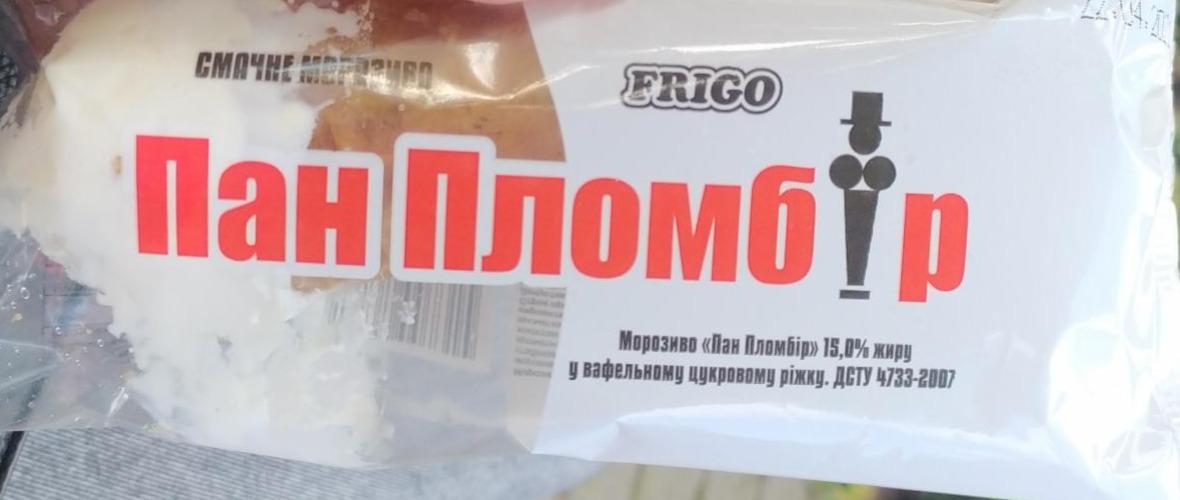 СМАЧНЕ МОРОЗИВО
FRIGO
Пан Пломбір
Морозиво «Пан Пломбір» 15,0% жиру
у вафельному цукровому ріжку. ДСТУ 4733-2007